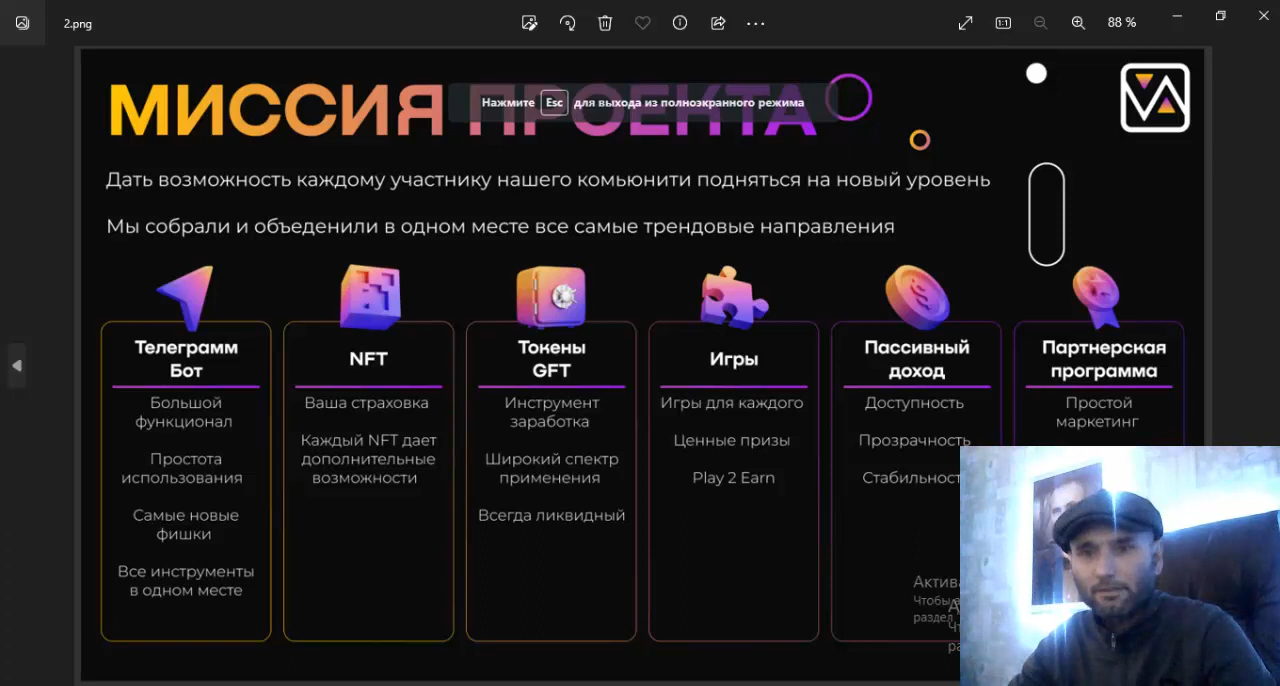 2.png
88 %
МИССИЯ ПРОЕКТА
Нажмите Esc для выхода из полноэкранного режима
Дать возможность каждому участнику нашего комьюнити подняться на новый уровень
Мы собрали и объеденили в одном месте все самые трендовые направления
Телеграмм
Бот
Большой
функционал
Простота
использования
Самые новые
фишки
Все инструменты
в одном месте
NFT
Ваша страховка
Каждый NFT дает
дополнительные
возможности
Токены
GFT
Инструмент
заработка
Широкий спектр
применения
Всегда ликвидный
Игры
Игры для каждого
Ценные призы
Play 2 Earn
Пассивный
доход
Доступность
Прозрачность
Стабильност
Партнерская
программа
Простой
маркетинг
Актива
Чтобы а
раздел